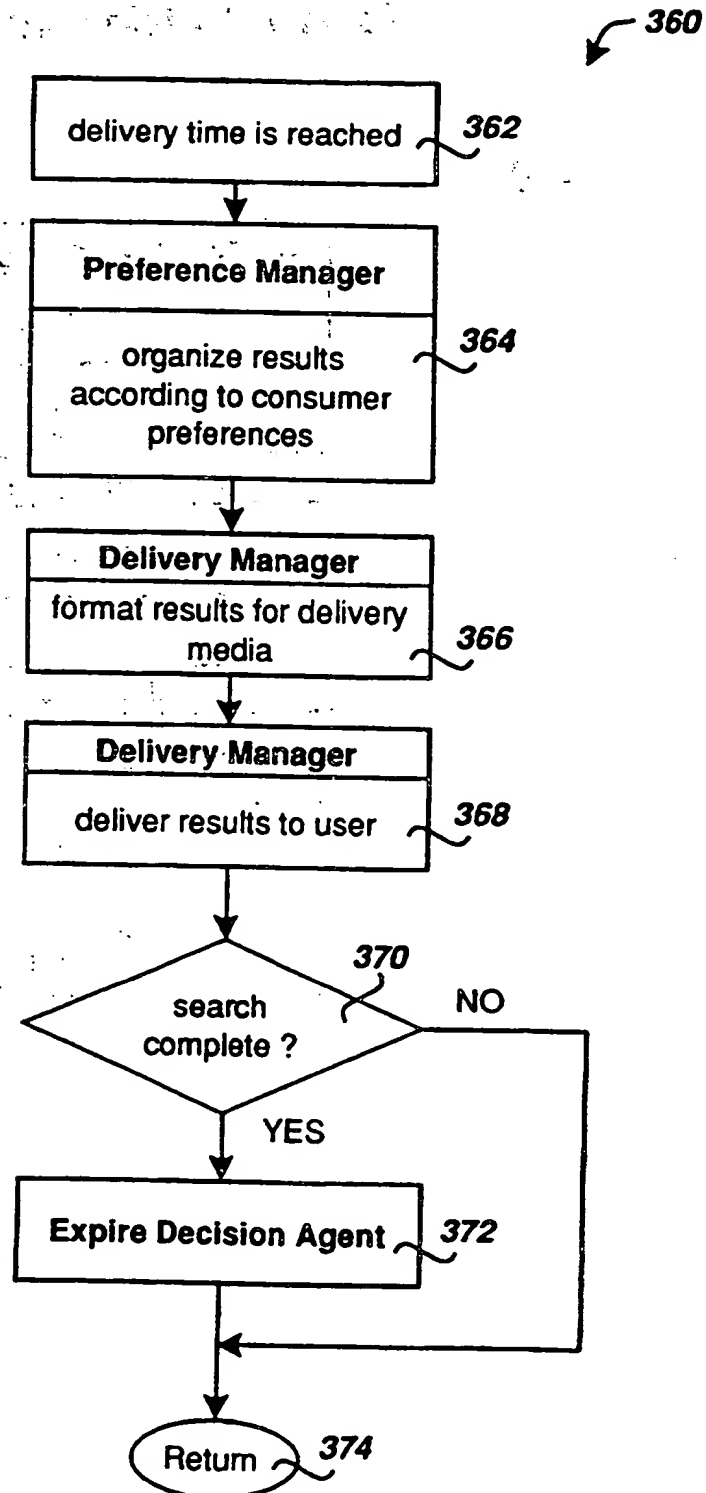 360
delivery time is reached
362
Preference Manager
organize results
according to consumer
preferences
364
Delivery Manager
format results for delivery
media
366
Delivery Manager
deliver results to user
368
search
complete ?
370
NO
YES
Expire Decision Agent
372
Return
374